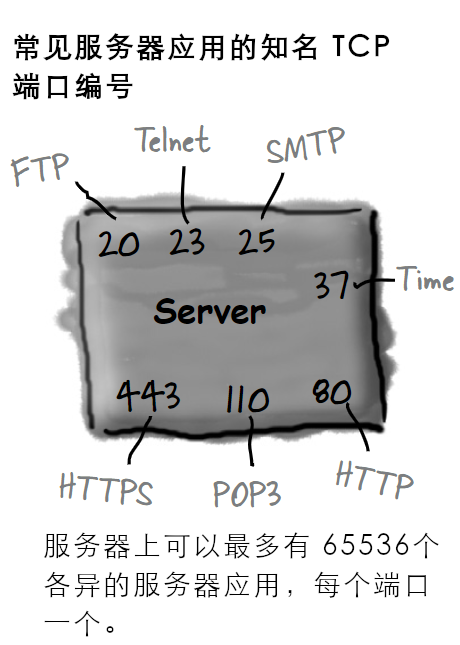 常见服务器应用的知名 TCP
端口编号
FTP
Telnet
SMTP
20
23
25
37
Time
Server
443
110
80
HTTPS
POP3
HTTP
服务器上可以最多有 65536个
各异的服务器应用，每个端口
一个。